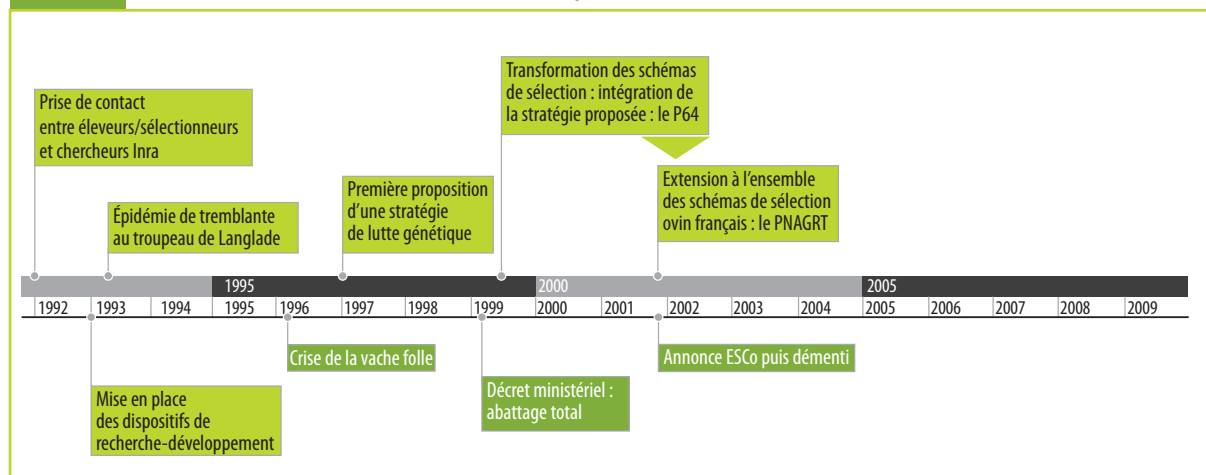 Prise de contact
entre éleveurs/sélectionneurs
et chercheurs Inra
Épidémie de tremblante
au troupeau de Langlade
Première proposition
d'une stratégie
de lutte génétique
Transformation des schémas
de sélection : intégration de
la stratégie proposée : le P64
Extension à l'ensemble
des schémas de sélection
ovin français : le PNAGRT
1995 2000 2005
1992 1993 1994 1995 1996 1997 1998 1999 2000 2001 2002 2003 2004 2005 2006 2007 2008 2009
Mise en place
des dispositifs de
recherche-développement
Crise de la vache folle
Décret ministériel :
abattage total
Annonce ESCo puis démenti